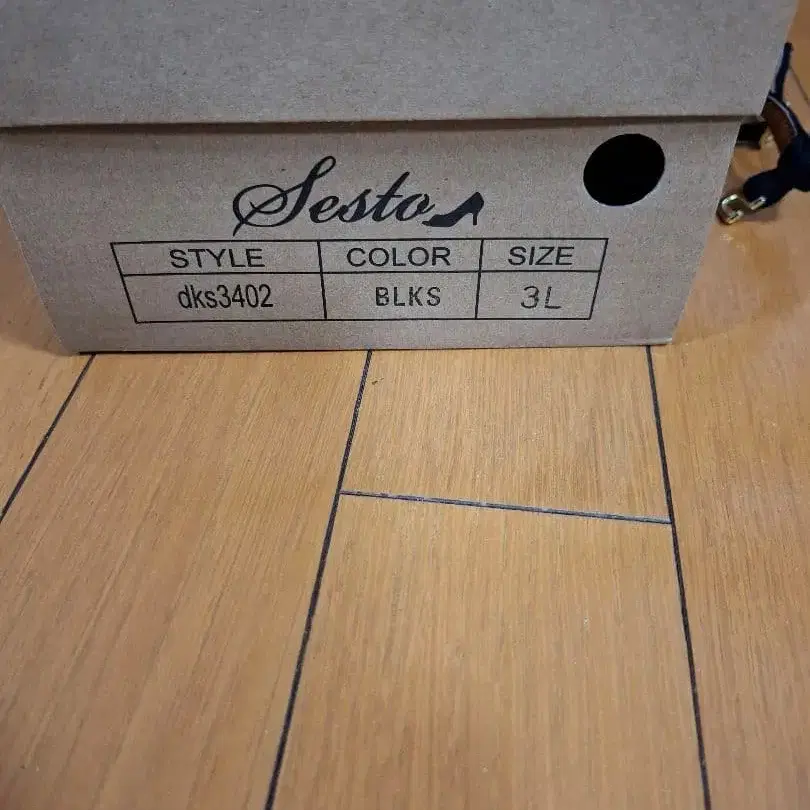 Sesto
STYLE COLOR SIZE
dks3402 BLKS 3L